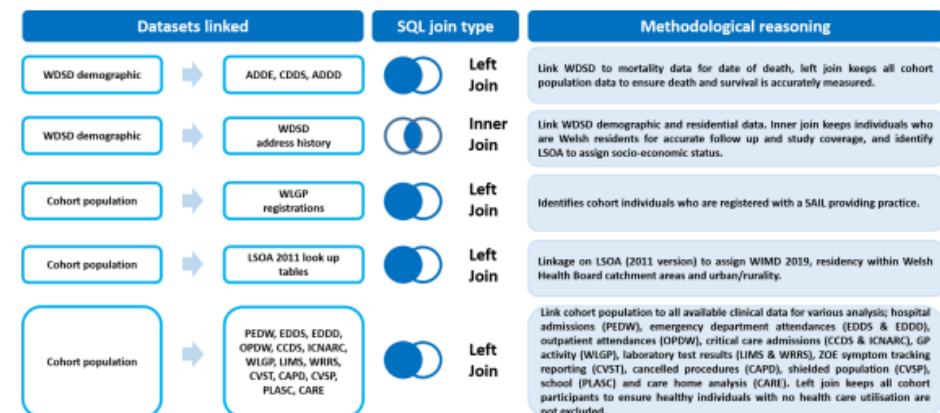 Datasets linked
SQL join type
Methodological reasoning
WDSD demographic
ADDE, CDDS, ADDD
Left
Join
Link WDSD to mortality data for date of death, left join keeps all cohort
population data to ensure death and survival is accurately measured.
WDSD demographic
WDSD
address history
Inner
Join
Link WDSD demographic and residential data. Inner join keeps individuals who
are Welsh residents for accurate follow up and study coverage, and identify
LSOA to assign socio-economic status.
Cohort population
WLGP
registrations
Left
Join
Identifies cohort individuals who are registered with a SAIL providing practice.
Cohort population
LSOA 2011 look up
tables
Left
Join
Linkage on LSOA (2011 version) to assign WIMD 2019, residency within Welsh
Health Board catchment areas and urban/rurality.
Cohort population
PEDW, EDDS, EDDD,
OPDW, CCDS, ICNARC,
WLGP, LIMS, WRRS,
CVST, CAPD, CVSP,
PLASC, CARE
Left
Join
Link cohort population to all available clinical data for various analysis; hospital
admissions (PEDW), emergency department attendances (EDDS & EDDD),
outpatient attendances (OPDW), critical care admissions (CCDS & ICNARC), GP
activity (WLGP), laboratory test results (LIMS & WRRS), ZOE symptom tracking
reporting (CVST), cancelled procedures (CAPD), shielded population (CVSP),
school (PLASC) and care home analysis (CARE). Left join keeps all cohort
participants to ensure healthy individuals with no health care utilisation are
not excluded.